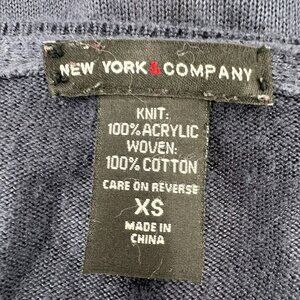 NEW YORK & COMPANY
KNIT:
100% ACRYLIC
WOVEN:
100% COTTON
CARE ON REVERSE
XS
MADE IN
CHINA